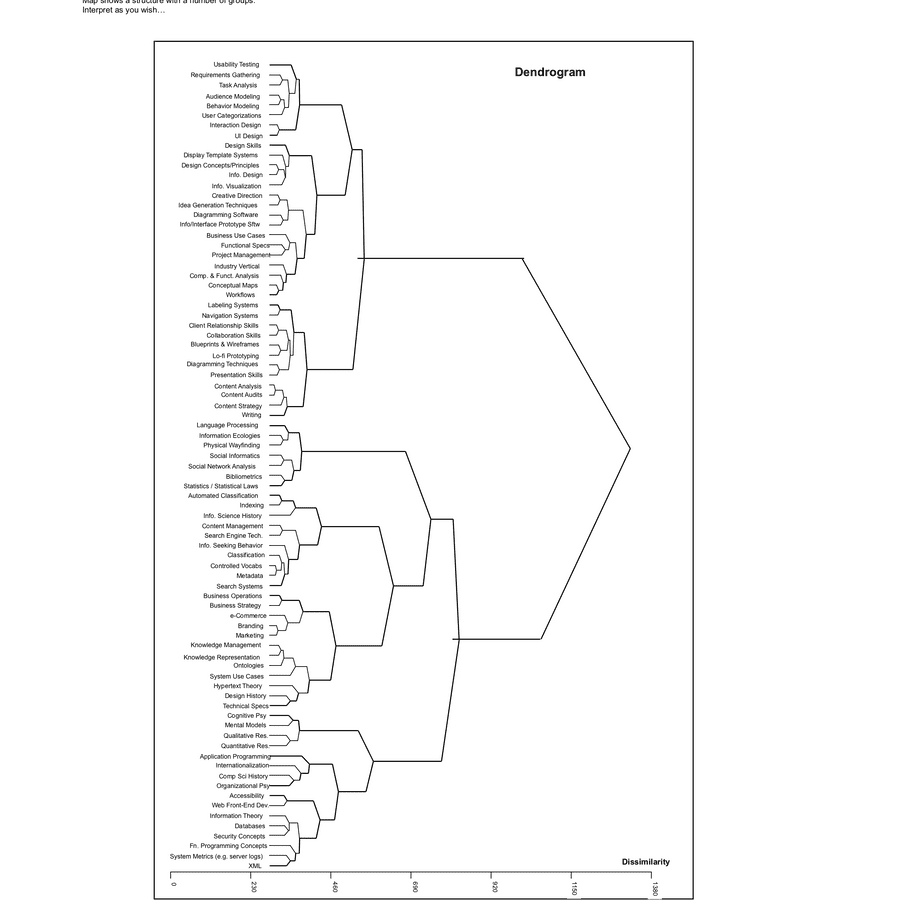 Map shows a structure with a number of groups.
Interpret as you wish…
Dendrogram
Usability Testing
Requirements Gathering
Task Analysis
Audience Modeling
Behavior Modeling
User Categorizations
Interaction Design
UI Design
Design Skills
Display Template Systems
Design Concepts/Principles
Info. Design
Info. Visualization
Creative Direction
Idea Generation Techniques
Diagramming Software
Info/Interface Prototype Sftw
Business Use Cases
Functional Specs
Project Management
Industry Vertical
Comp. & Funct. Analysis
Conceptual Maps
Workflows
Labeling Systems
Navigation Systems
Client Relationship Skills
Collaboration Skills
Blueprints & Wireframes
Lo-fi Prototyping
Diagramming Techniques
Presentation Skills
Content Analysis
Content Audits
Content Strategy
Writing
Language Processing
Information Ecologies
Physical Wayfinding
Social Informatics
Social Network Analysis
Bibliometrics
Statistics / Statistical Laws
Automated Classification
Indexing
Info. Science History
Content Management
Search Engine Tech.
Info. Seeking Behavior
Classification
Controlled Vocabs
Metadata
Search Systems
Business Operations
Business Strategy
e-Commerce
Branding
Marketing
Knowledge Management
Knowledge Representation
Ontologies
System Use Cases
Hypertext Theory
Design History
Technical Specs
Cognitive Psy
Mental Models
Qualitative Res.
Quantitative Res.
Application Programming
Internationalization
Comp Sci History
Organizational Psy
Accessibility
Web Front-End Dev.
Information Theory
Databases
Security Concepts
Fn. Programming Concepts
System Metrics (e.g. server logs)
XML
Dissimilarity
0
230
460
690
920
1150
1380